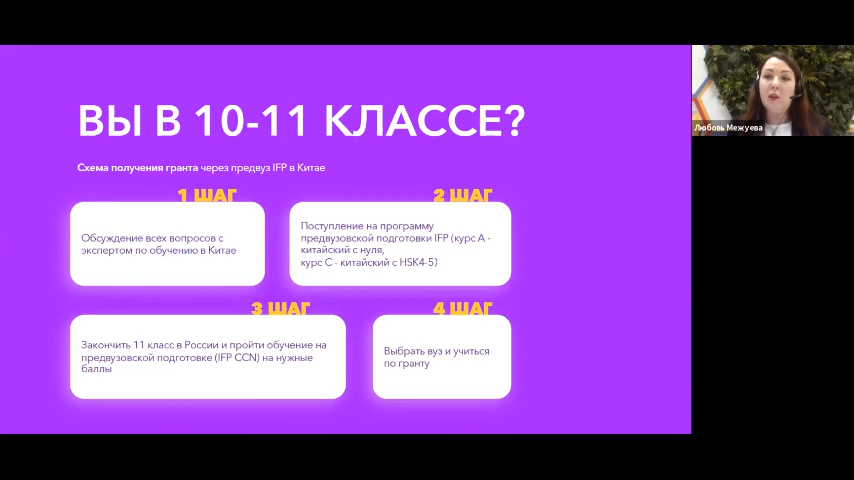 ВЫ В 10-11 КЛАССЕ?
Схема получения гранта через предвуз IFP в Китае
1 ШАГ
Обсуждение всех вопросов с
экспертом по обучению в Китае
2 ШАГ
Поступление на программу
предвузовской подготовки IFP (курс А -
китайский с нуля,
курс С - китайский с HSK4-5)
3 ШАГ
Закончить 11 класс в России и пройти обучение на
предвузовской подготовке (IFP CCN) на нужные
баллы
4 ШАГ
Выбрать вуз и учиться
по гранту
Любовь Межуева